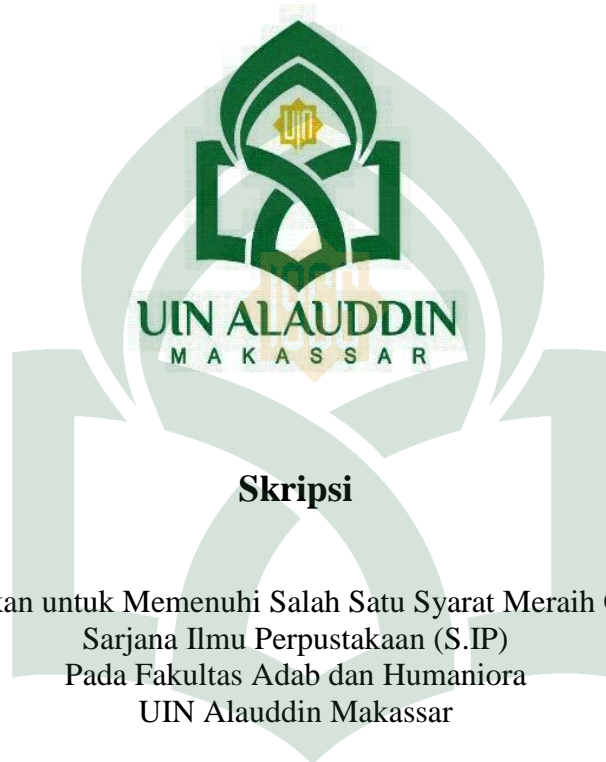 UIN
UIN ALAUDDIN
MAKASSAR
Skripsi
kan untuk Memenuhi Salah Satu Syarat Meraih
Sarjana Ilmu Perpustakaan (S.IP)
Pada Fakultas Adab dan Humaniora
UIN Alauddin Makassar